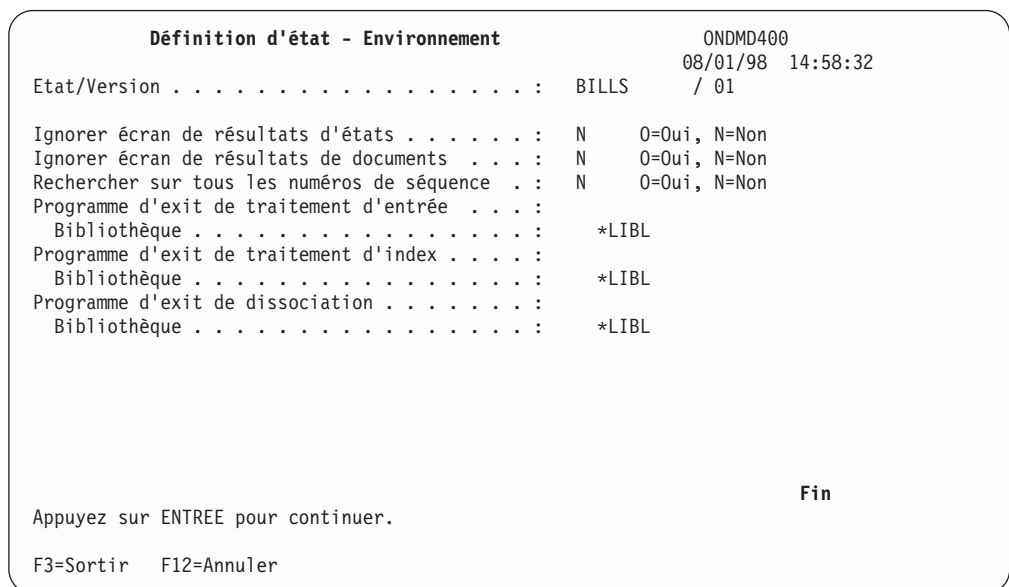 Définition d'état - Environnement ONDMD400
08/01/98 14:58:32
Etat/Version . . . . . . . . . . . . . . . . . : BILLS / 01
Ignorer écran de résultats d'états . . . . . . : N O=Oui, N=Non
Ignorer écran de résultats de documents . . . : N O=Oui, N=Non
Rechercher sur tous les numéros de séquence . : N O=Oui, N=Non
Programme d'exit de traitement d'entrée . . . :
Bibliothèque . . . . . . . . . . . . . . . . : *LIBL
Programme d'exit de traitement d'index . . . . :
Bibliothèque . . . . . . . . . . . . . . . . : *LIBL
Programme d'exit de dissociation . . . . . . . :
Bibliothèque . . . . . . . . . . . . . . . . : *LIBL
Fin
Appuyez sur ENTREE pour continuer.
F3=Sortir F12=Annuler